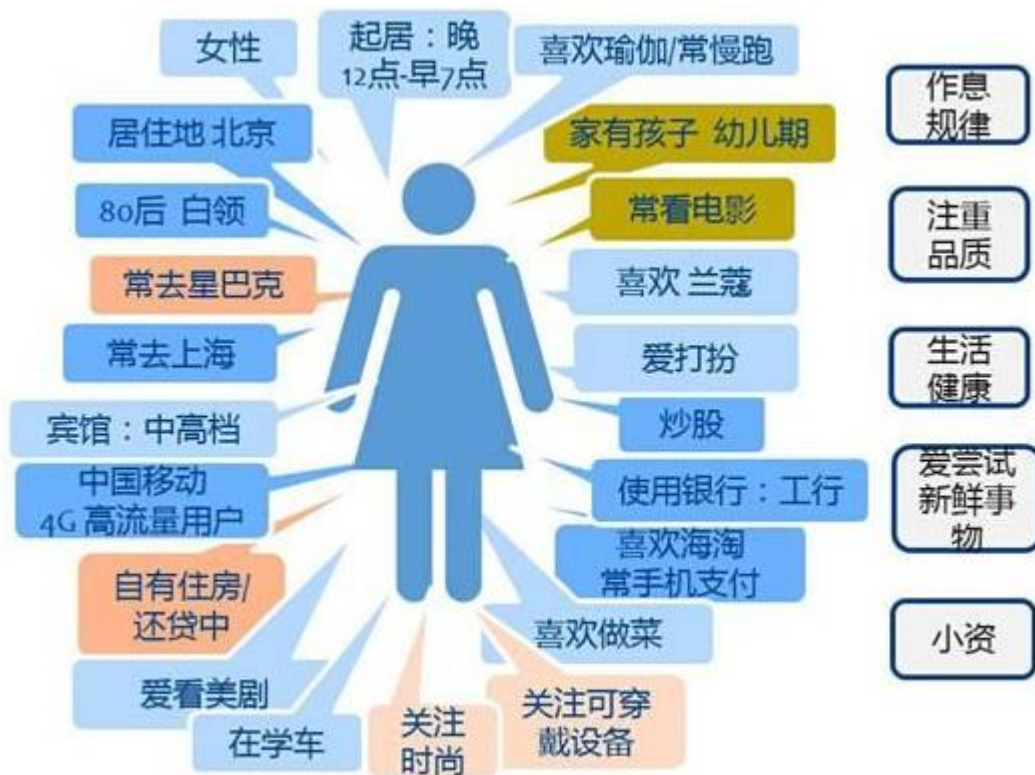 女性
起居：晚
12点-早7点
喜欢瑜伽/常慢跑
居住地 北京
家有孩子 幼儿期
80后 白领
常看电影
常去星巴克
喜欢 兰蔻
常去上海
爱打扮
宾馆：中高档
炒股
中国移动
4G 高流量用户
使用银行：工行
喜欢海淘
常手机支付
自有住房/
还贷中
喜欢做菜
爱看美剧
在学车
关注
时尚
关注可穿
戴设备
作息
规律
注重
品质
生活
健康
爱尝试
新鲜事
物
小资